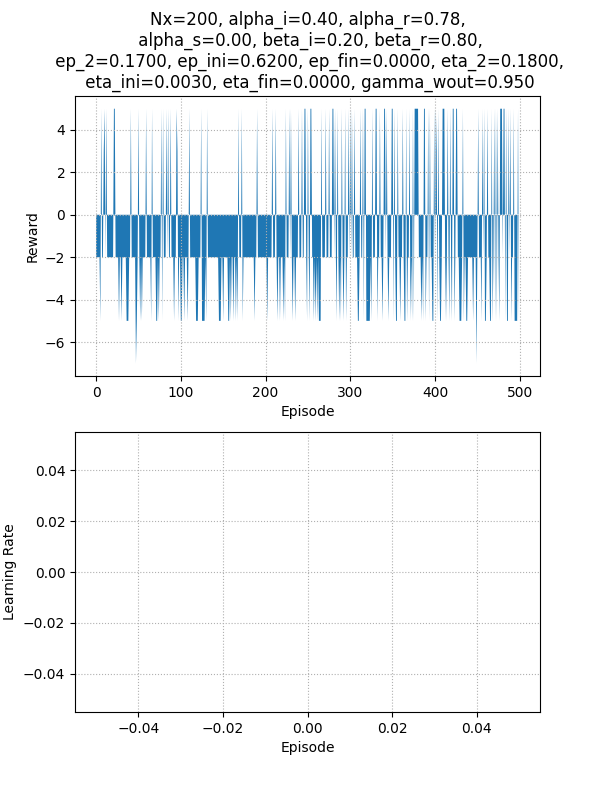 Nx=200, alpha_i=0.40, alpha_r=0.78,
alpha_s=0.00, beta_i=0.20, beta_r=0.80,
ep_2=0.1700, ep_ini=0.6200, ep_fin=0.0000, eta_2=0.1800,
eta_ini=0.0030, eta_fin=0.0000, gamma_wout=0.950
4
2
0
−2
−4
−6
Reward
0 100 200 300 400 500
Episode
0.04
0.02
0.00
−0.02
−0.04
Learning Rate
−0.04 −0.02 0.00 0.02 0.04
Episode